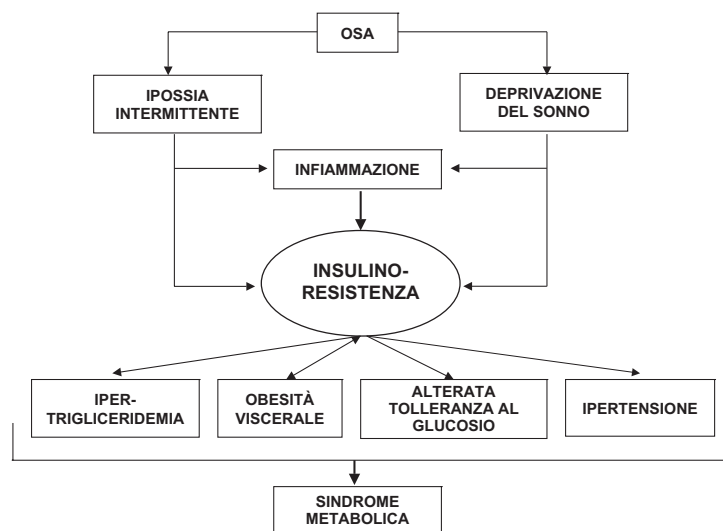 OSA
IPOSSIA
INTERMITTENTE
DEPRIVAZIONE
DEL SONNO
INFIAMMAZIONE
INSULINO-
RESISTENZA
IPER-
TRIGLICERIDEMIA
OBESITÀ
VISCERALE
ALTERATA
TOLLERANZA AL
GLUCOSIO
IPERTENSIONE
SINDROME
METABOLICA